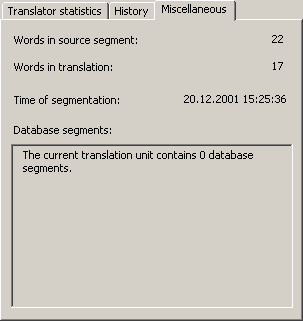 Translator statistics History Miscellaneous
Words in source segment: 22
Words in translation: 17
Time of segmentation: 20.12.2001 15:25:36
Database segments:
The current translation unit contains 0 database
segments.